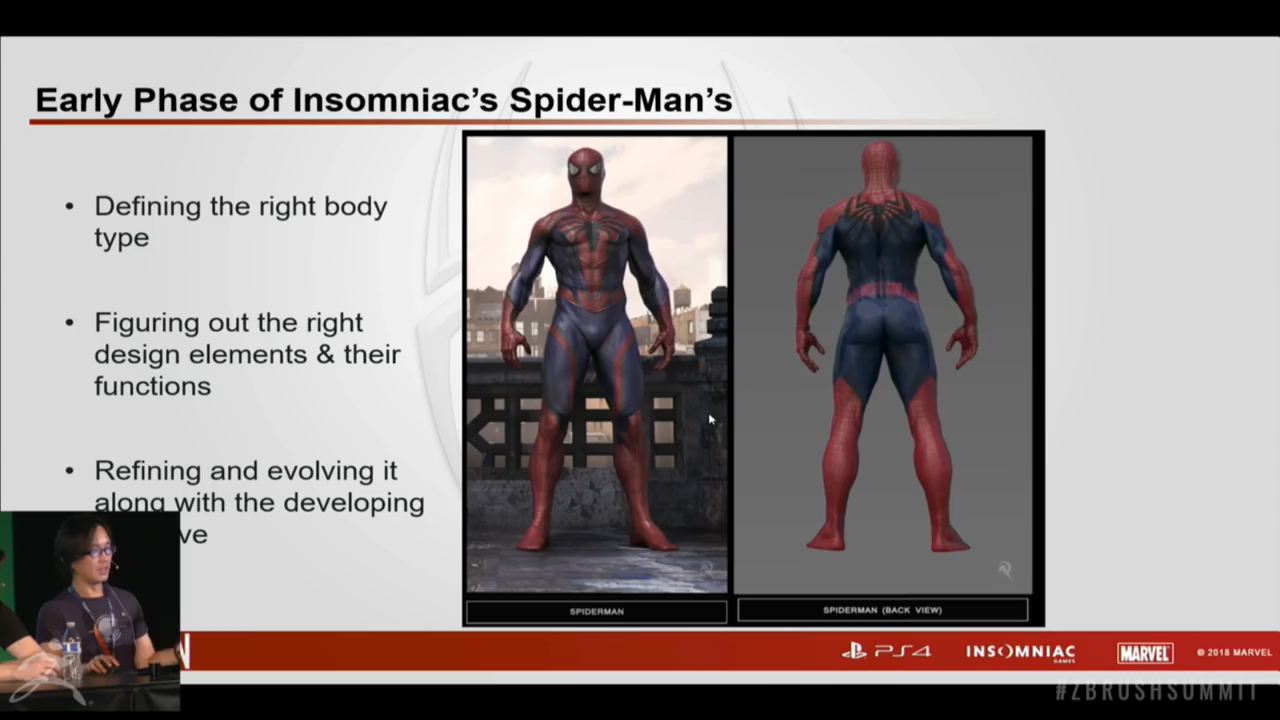 Early Phase of Insomniac's Spider-Man's
• Defining the right body
type
• Figuring out the right
design elements & their
functions
• Refining and evolving it
along with the developing
ve
SPIDERMAN
SPIDERMAN (BACK VIEW)
N
PS4
INSOMNIAC
GAMES
MARVEL
© 2018 MARVEL
#ZBRUSHSUMMIT